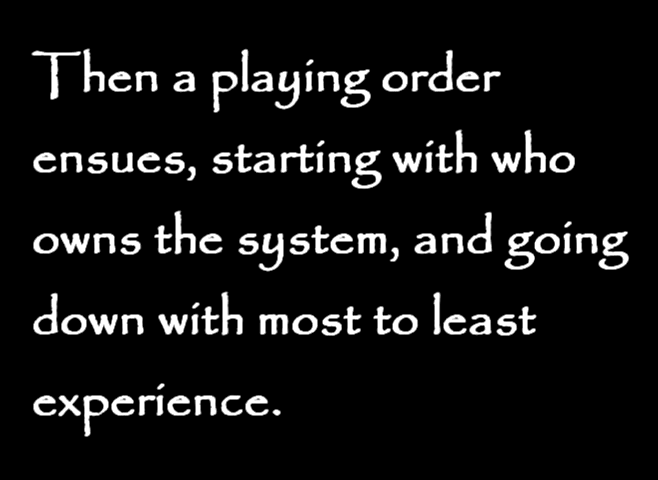 Then a playing order
ensues, starting with who
owns the system, and going
down with most to least
experience.